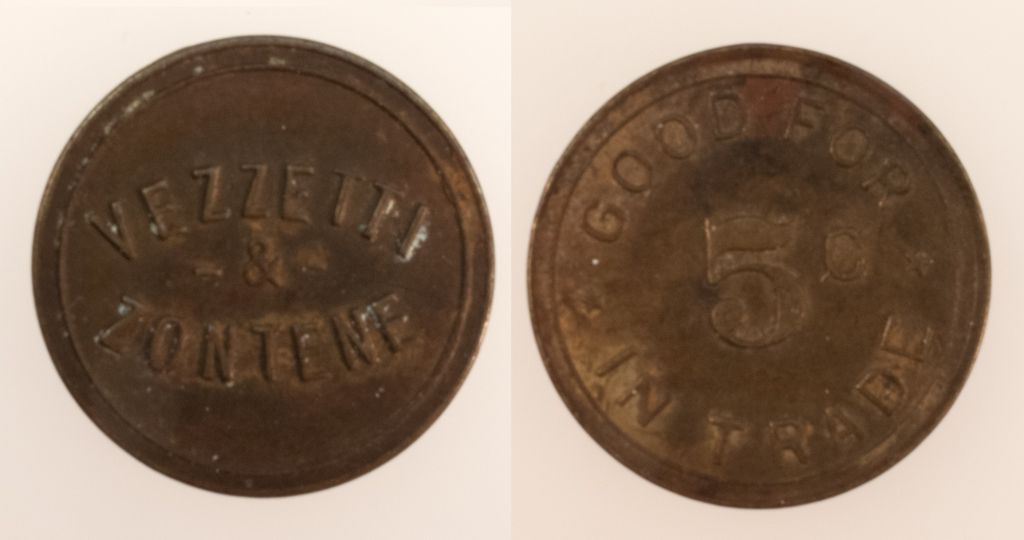 VEZZETTI
- & -
ZONTENE
GOOD FOR
5¢
IN TRADE